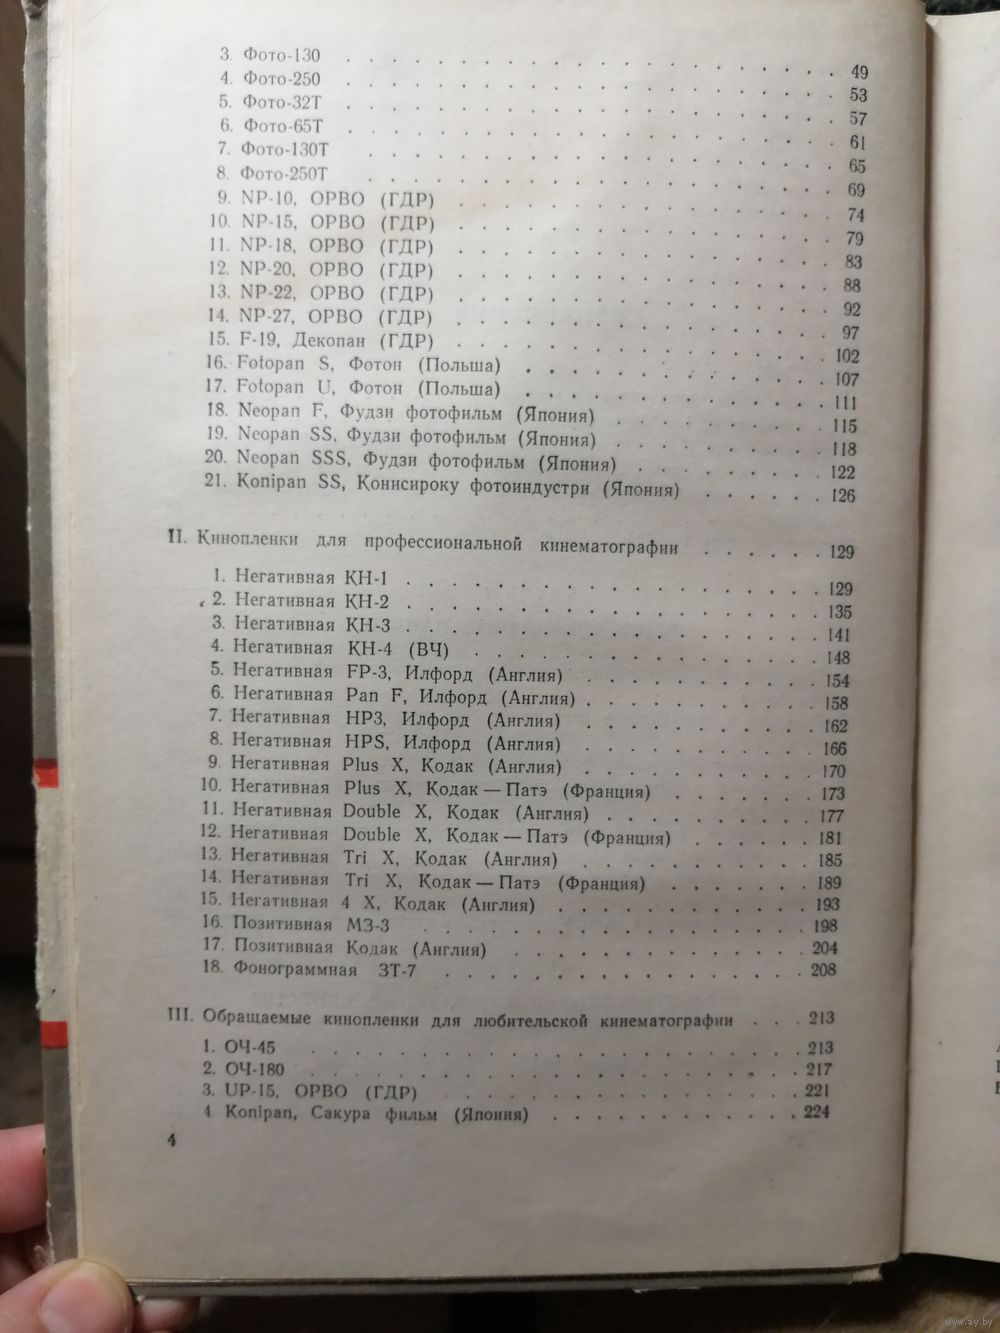 3. Фото-130 . . . . . 49
4. Фото-250 . . . . . 53
5. Фото-32Т . . . . . 57
6. Фото-65Т . . . . . 61
7. Фото-130Т . . . . . 65
8. Фото-250Т . . . . . 69
9. NP-10, ОРВО (ГДР) . . . . . 74
10. NP-15, ОРВО (ГДР) . . . . . 79
11. NP-18, ОРВО (ГДР) . . . . . 83
12. NP-20, ОРВО (ГДР) . . . . . 88
13. NP-22, ОРВО (ГДР) . . . . . 92
14. NP-27, ОРВО (ГДР) . . . . . 97
15. F-19, Декопан (ГДР) . . . . . 102
16. Fotopan S, Фотон (Польша) . . . . . 107
17. Fotopan U, Фотон (Польша) . . . . . 111
18. Neopan F, Фудзи фотофильм (Япония) . . . . . 115
19. Neopan SS, Фудзи фотофильм (Япония) . . . . . 118
20. Neopan SSS, Фудзи фотофильм (Япония) . . . . . 122
21. Konipan SS, Конисироку фотоиндустри (Япония) . . . . . 126
II. Кинопленки для профессиональной кинематографии . . . . . 129
1. Негативная КН-1 . . . . . 129
2. Негативная КН-2 . . . . . 135
3. Негативная КН-3 . . . . . 141
4. Негативная КН-4 (ВЧ) . . . . . 148
5. Негативная FP-3, Илфорд (Англия) . . . . . 154
6. Негативная Pan F, Илфорд (Англия) . . . . . 158
7. Негативная HP3, Илфорд (Англия) . . . . . 162
8. Негативная HPS, Илфорд (Англия) . . . . . 166
9. Негативная Plus X, Кодак (Англия) . . . . . 170
10. Негативная Plus X, Кодак — Патэ (Франция) . . . . . 173
11. Негативная Double X, Кодак (Англия) . . . . . 177
12. Негативная Double X, Кодак — Патэ (Франция) . . . . . 181
13. Негативная Tri X, Кодак (Англия) . . . . . 185
14. Негативная Tri X, Кодак — Патэ (Франция) . . . . . 189
15. Негативная 4 X, Кодак (Англия) . . . . . 193
16. Позитивная МЗ-3 . . . . . 198
17. Позитивная Кодак (Англия) . . . . . 204
18. Фонограммная ЗТ-7 . . . . . 208
III. Обращаемые кинопленки для любительской кинематографии . . . 213
1. ОЧ-45 . . . . . 213
2. ОЧ-180 . . . . . 217
3. UP-15, ОРВО (ГДР) . . . . . 221
4 Konipan, Сакура фильм (Япония) . . . . . 224
4
www.ay.by